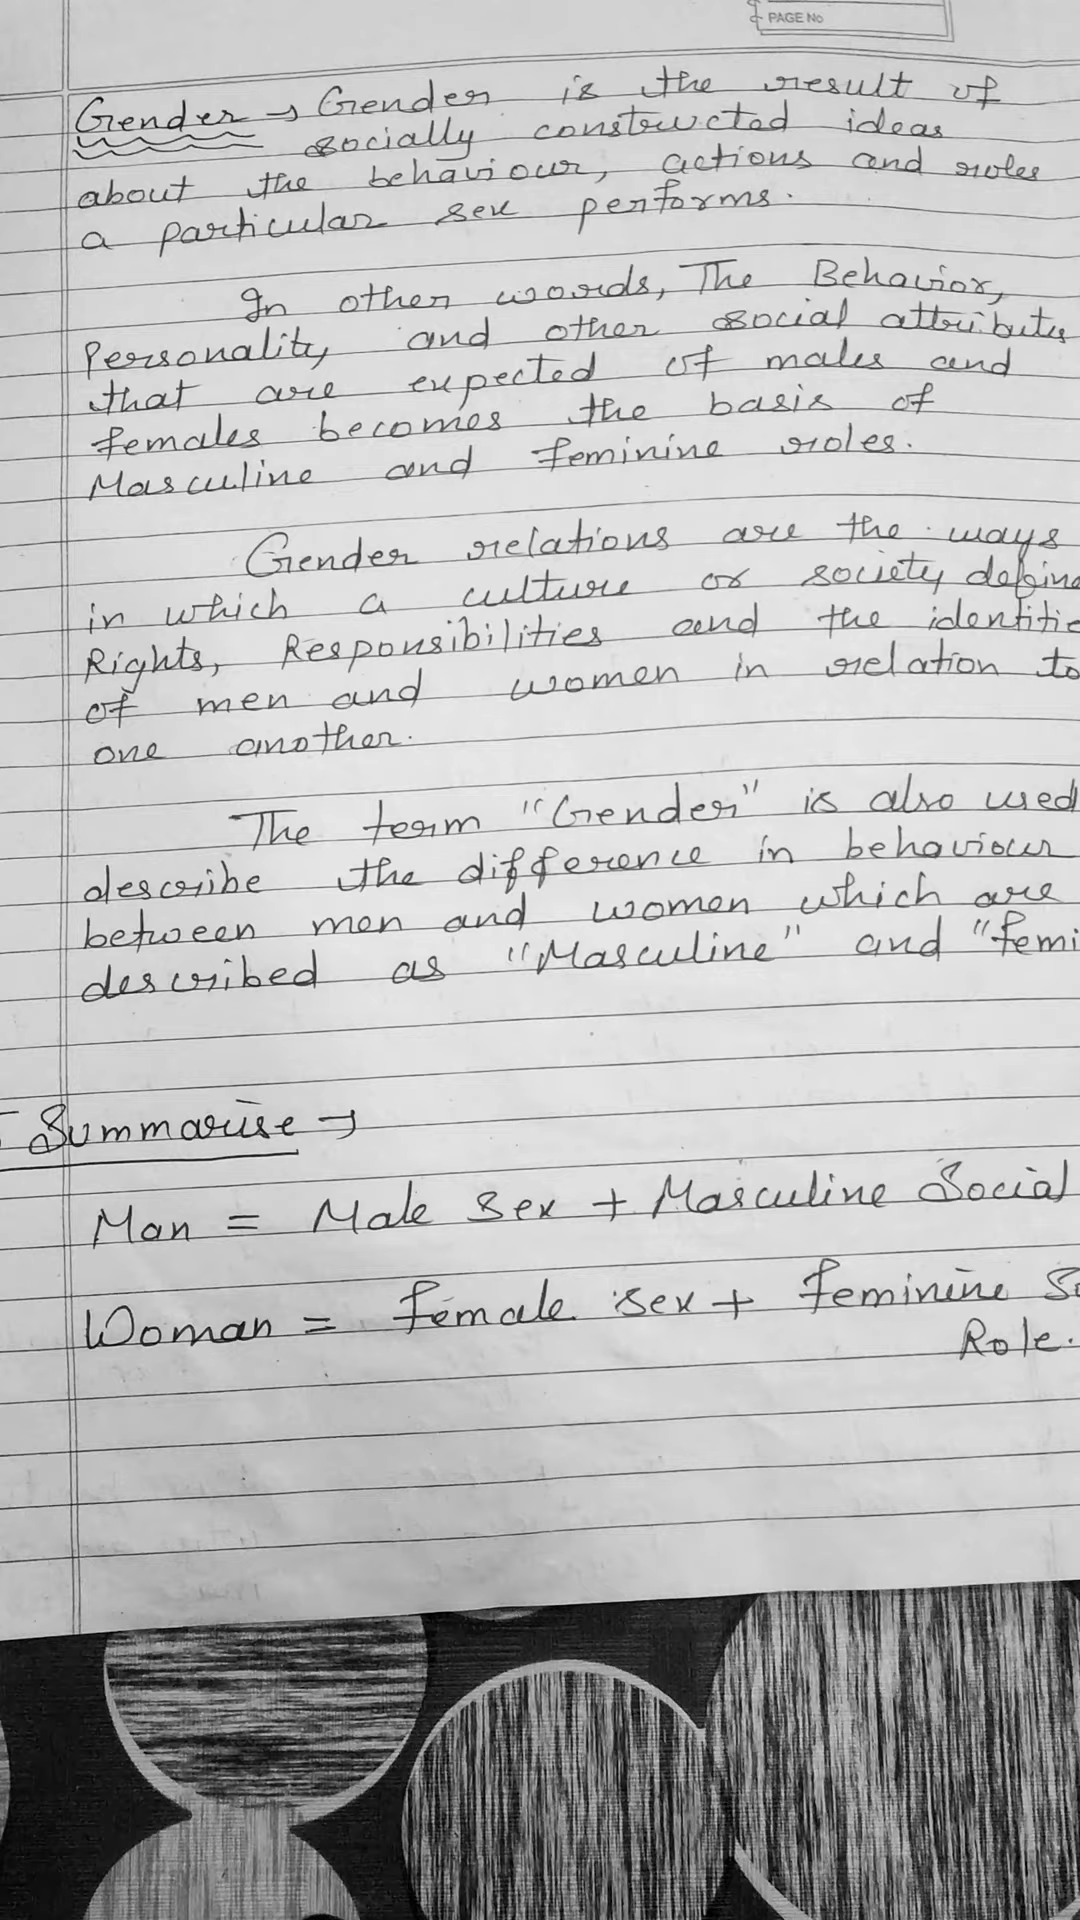 PAGE No
Gender → Gender is the result of
socially constructed ideas
about the behaviour, actions and roles
a particular sex performs.
In other words, The Behavior,
Personality, and other social attributes
that are expected of males and
females becomes the basis of
Masculine and feminine roles.
Gender relations are the ways
in which a culture or society define
Rights, Responsibilities and the identitie
of men and women in relation to
one another.
The term "Gender" is also used
describe the difference in behaviour
between men and women which are
described as "Masculine" and "femi
Summarise →
Man = Male Sex + Masculine Social
Woman = Female Sex + Feminine So
Role.